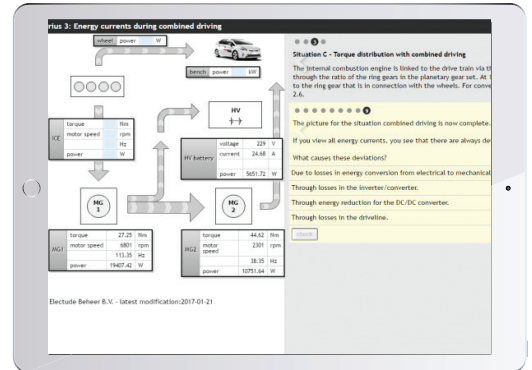 rius 3: Energy currents during combined driving
wheel power W
bench power kW
ICE
torque Nm
motor speed rpm
Hz
power W
HV
HV battery
voltage 229 V
current 24.68 A
power 5651.72 W
MG
1
MG
2
MG1
torque 27.25 Nm
motor speed 6801 rpm
113.35 Hz
power 19407.42 W
MG2
torque 44.62 Nm
motor speed 2301 rpm
38.35 Hz
power 10751.64 W
Electude Beheer B.V. - latest modification:2017-01-21
3
Situation C - Torque distribution with combined driving
The internal combustion engine is linked to the drive train via th
through the ratio of the ring gears in the planetary gear set. At
to the ring gear that is in connection with the wheels. For conve
2.6.
9
The picture for the situation combined driving is now complete.
If you view all energy currents, you see that there are always de
What causes these deviations?
Due to losses in energy conversion from electrical to mechanical
Through losses in the inverter/converter.
Through energy reduction for the DC/DC converter.
Through losses in the driveline.
check